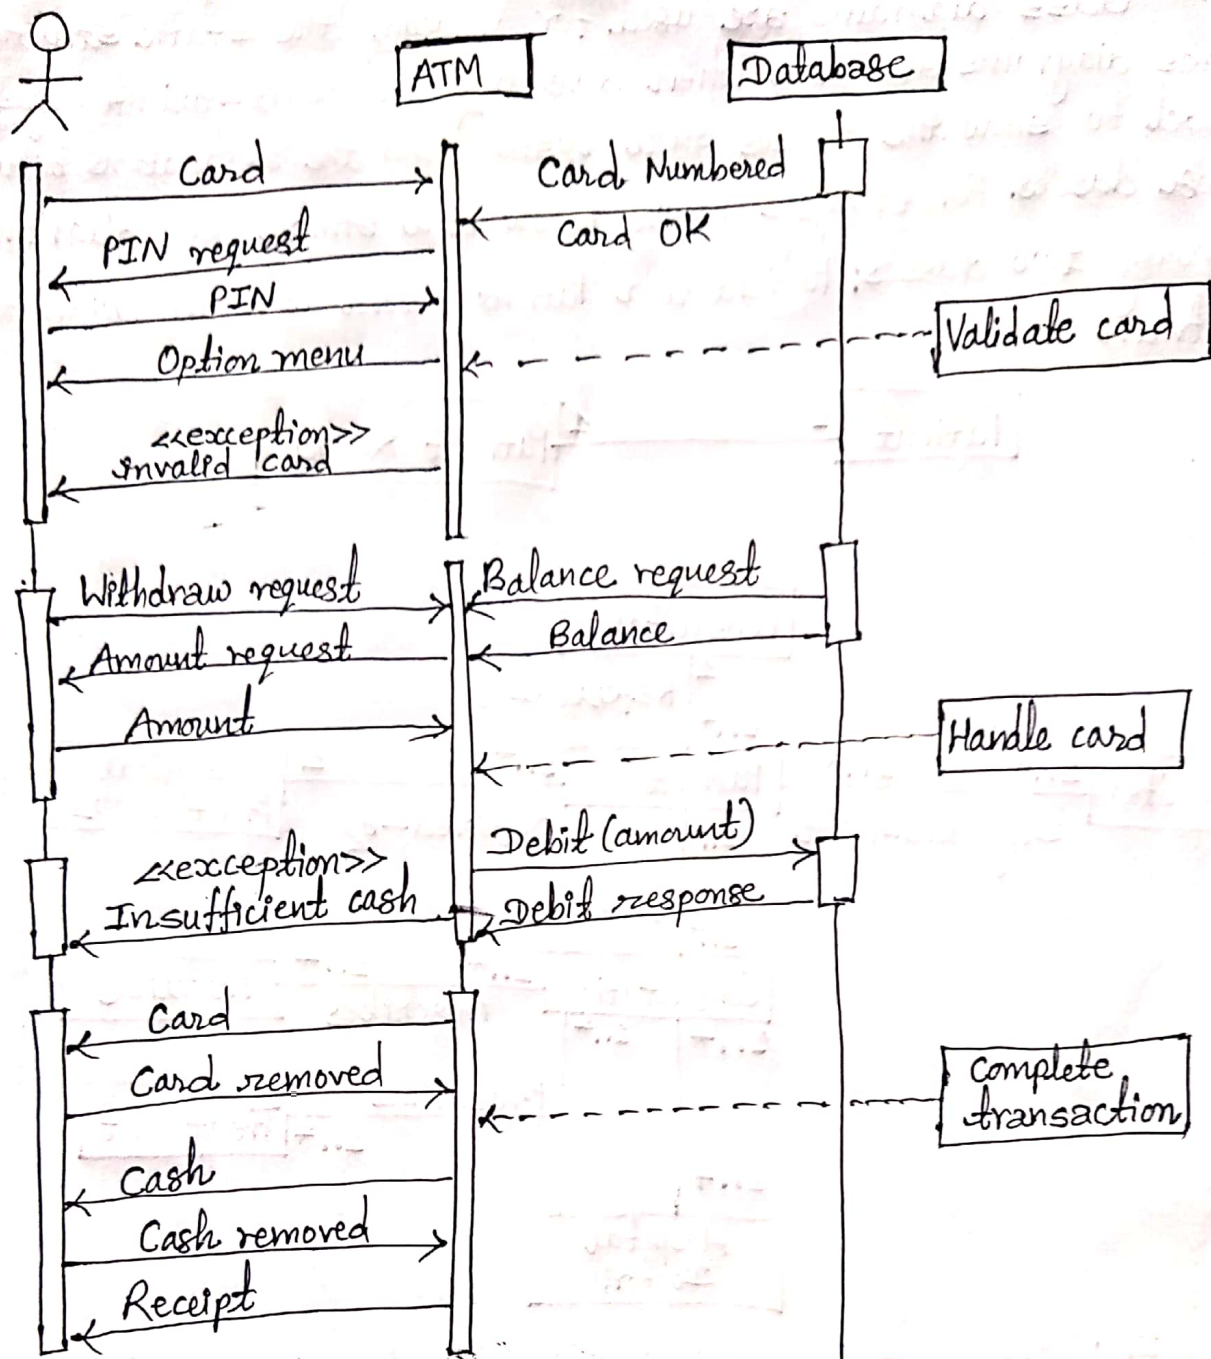 ATM
Database
Card
Card Numbered
Card OK
PIN request
PIN
Validate card
Option menu
<<exception>>
invalid card
Withdraw request
Balance request
Balance
Amount request
Amount
Handle card
Debit (amount)
<<exception>>
Insufficient cash
Debit response
Card
Card removed
Complete
transaction
Cash
Cash removed
Receipt